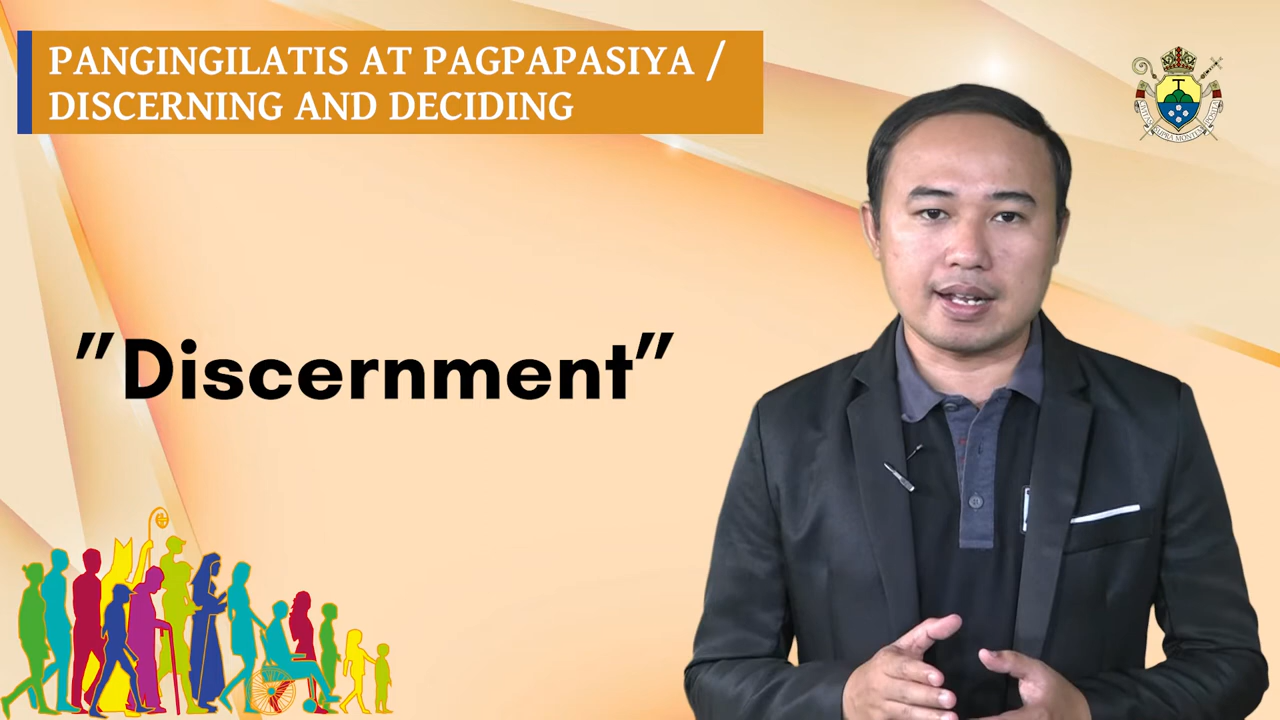 PANGINGILATIS AT PAGPAPASIYA /
DISCERNING AND DECIDING
"Discernment"